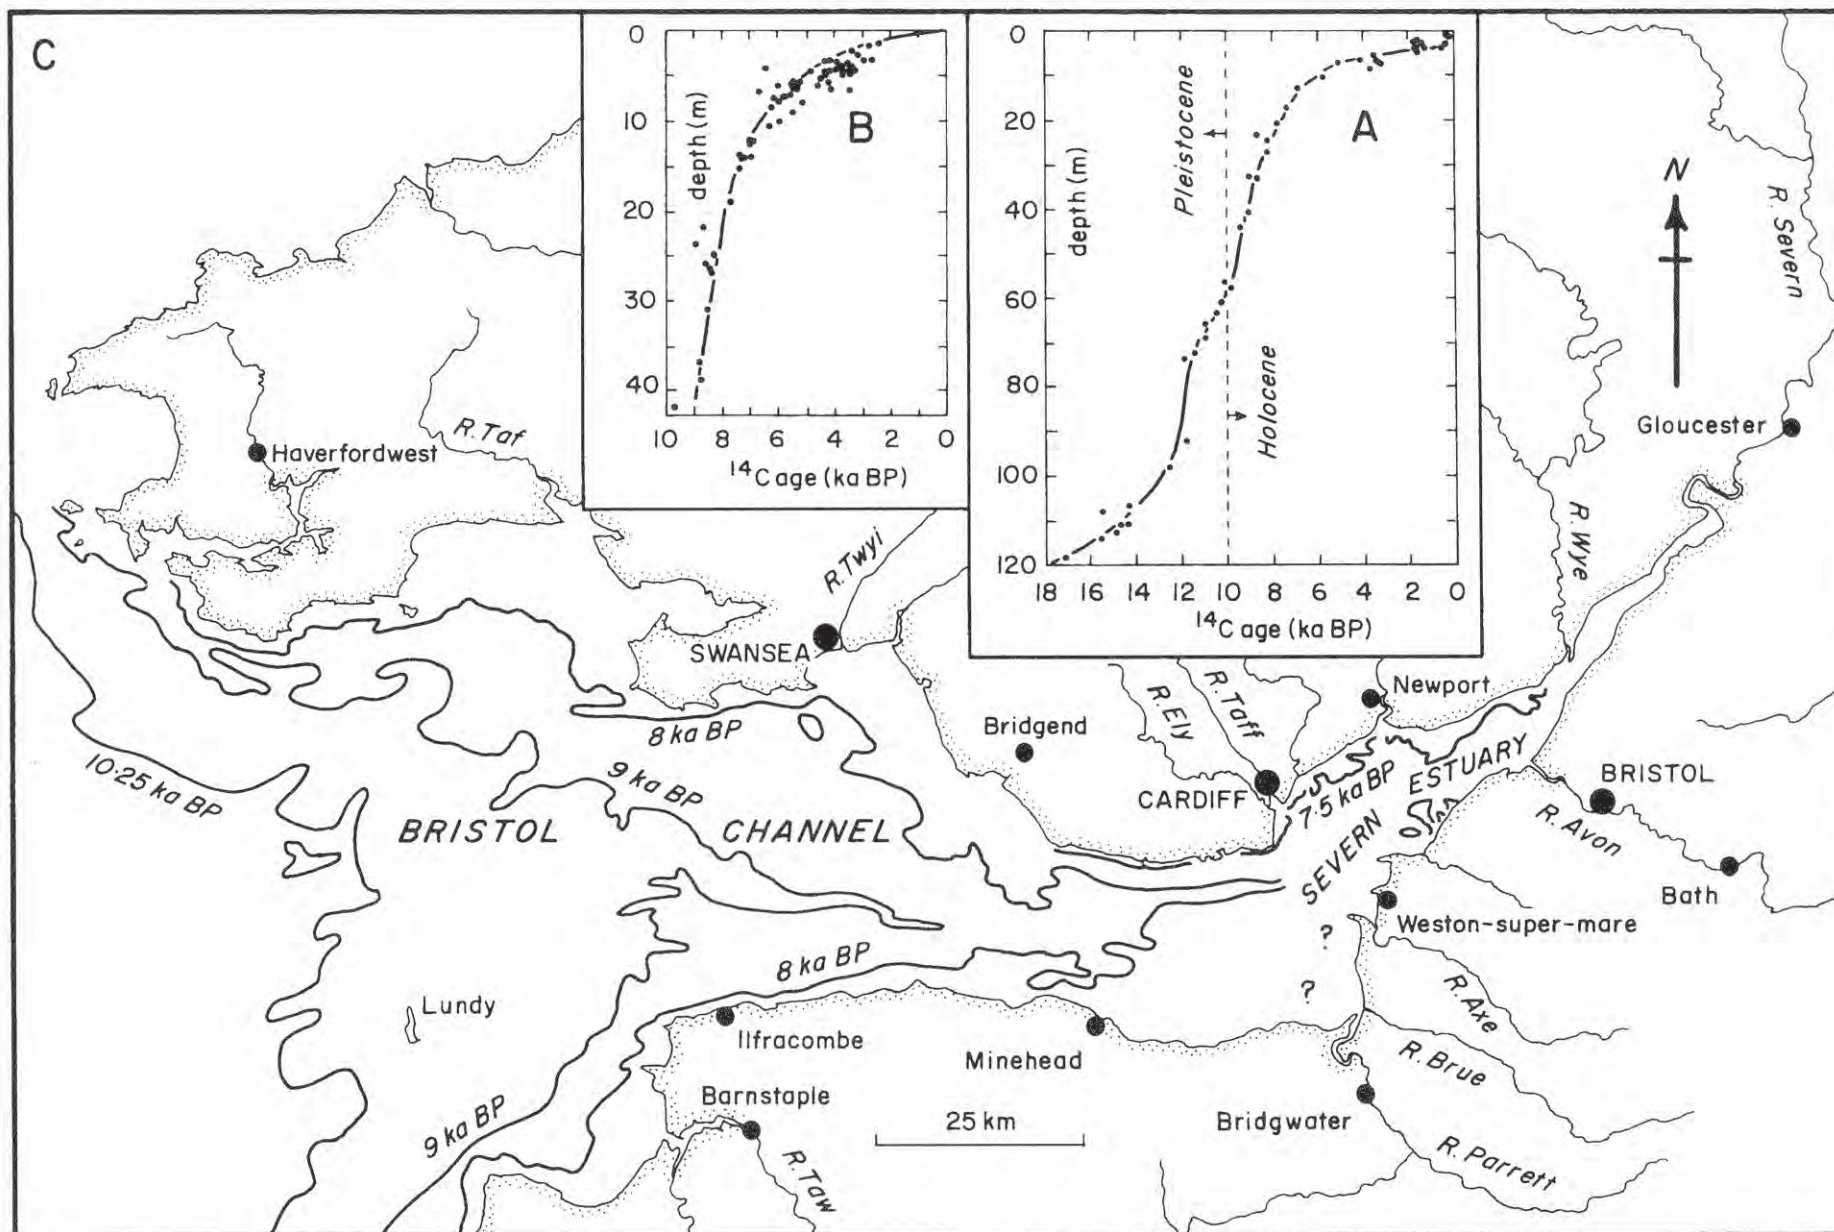 C
0
10
20
30
40
depth (m)
B
10 8 6 4 2 0
14C age (ka BP)
0
20
40
60
80
100
120
depth (m)
Pleistocene
Holocene
A
18 16 14 12 10 8 6 4 2 0
14C age (ka BP)
N
R. Severn
Gloucester
R. Wye
Haverfordwest
R. Taf
R. Twyi
SWANSEA
Bridgend
R. Ely
R. Taff
Newport
CARDIFF
7.5 ka BP
SEVERN ESTUARY
BRISTOL
R. Avon
Bath
10·25 ka BP
8 ka BP
9 ka BP
BRISTOL CHANNEL
Weston-super-mare
?
?
8 ka BP
Lundy
Ilfracombe
Minehead
R. Axe
R. Brue
Barnstaple
9 ka BP
25 km
Bridgwater
R. Parrett
R. Taw